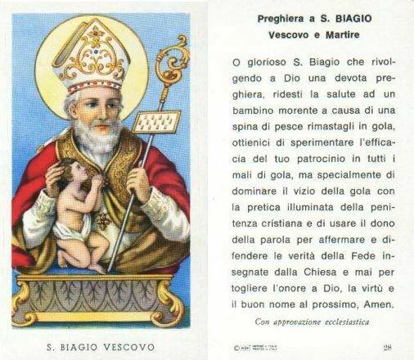 S. BIAGIO VESCOVO
Preghiera a S. BIAGIO
Vescovo e Martire
O glorioso S. Biagio che rivol-
gendo a Dio una devota pre-
ghiera, ridesti la salute ad un
bambino morente a causa di una
spina di pesce rimastagli in gola,
ottienici di sperimentare l'effica-
cia del tuo patrocinio in tutti i
mali di gola, ma specialmente di
dominare il vizio della gola con
la pretica illuminata della peni-
tenza cristiana e di usare il dono
della parola per affermare e di-
fendere le verità della Fede in-
segnate dalla Chiesa e mai per
togliere l'onore a Dio, la virtù e
il buon nome al prossimo, Amen.
Con approvazione ecclesiastica
28